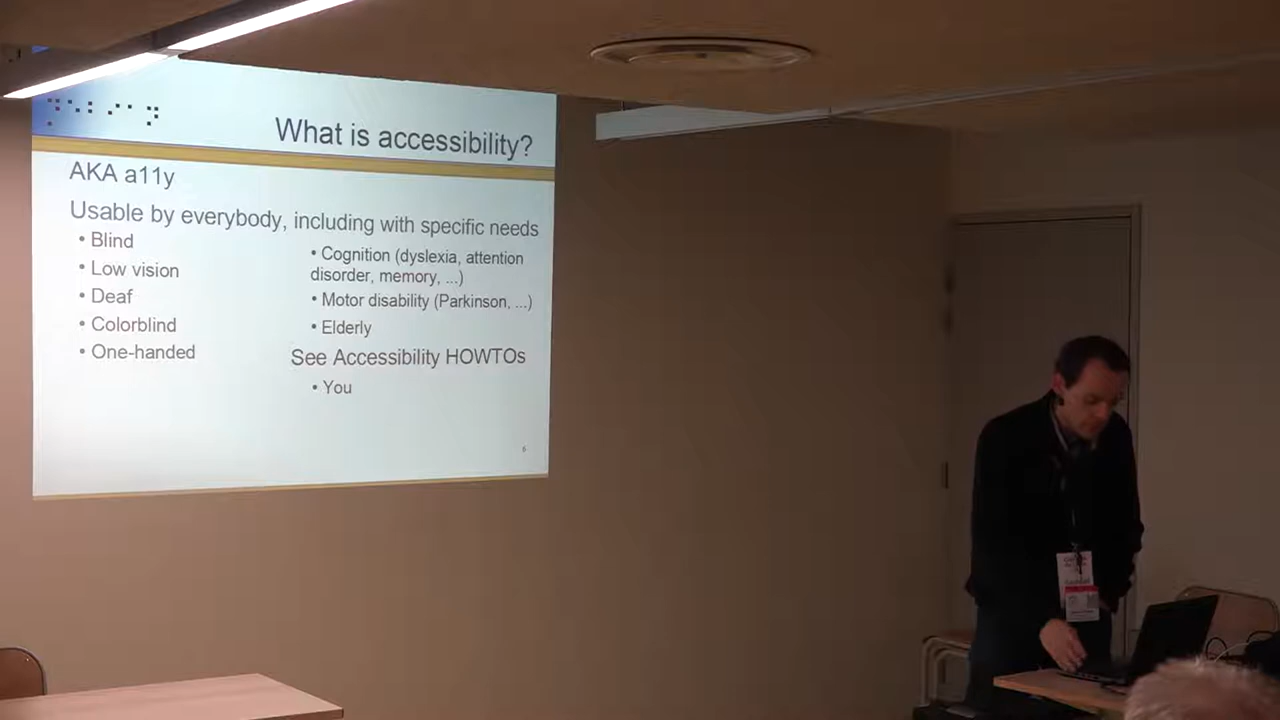 What is accessibility?
AKA a11y
Usable by everybody, including with specific needs
• Blind
• Low vision
• Deaf
• Colorblind
• One-handed
• Cognition (dyslexia, attention
disorder, memory, ...)
• Motor disability (Parkinson, ...)
• Elderly
See Accessibility HOWTOs
• You
6